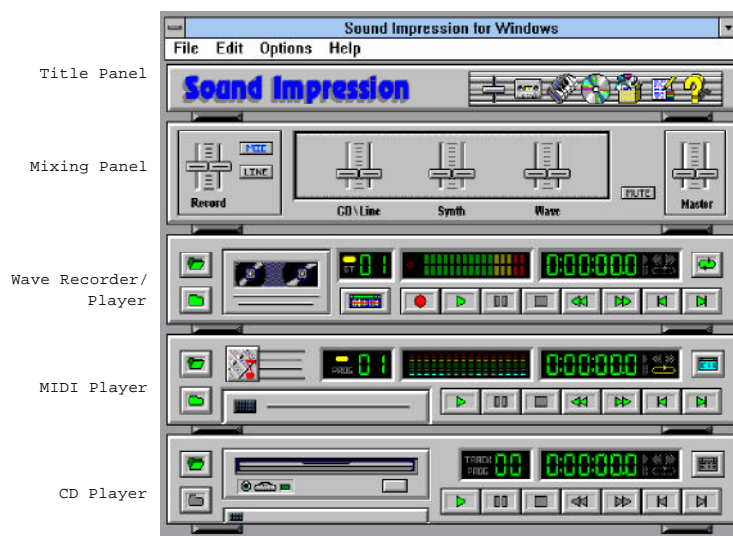 Sound Impression for Windows
File Edit Options Help
Title Panel
Sound Impression
Mixing Panel
MIC
LINE
Record
CD\Line Synth Wave
MUTE
Master
Wave Recorder/
Player
ST 01
0:00:00.0
MIDI Player
PROG 01
0:00:00.0
CD Player
TRACK
PROG 00
0:00:00.0